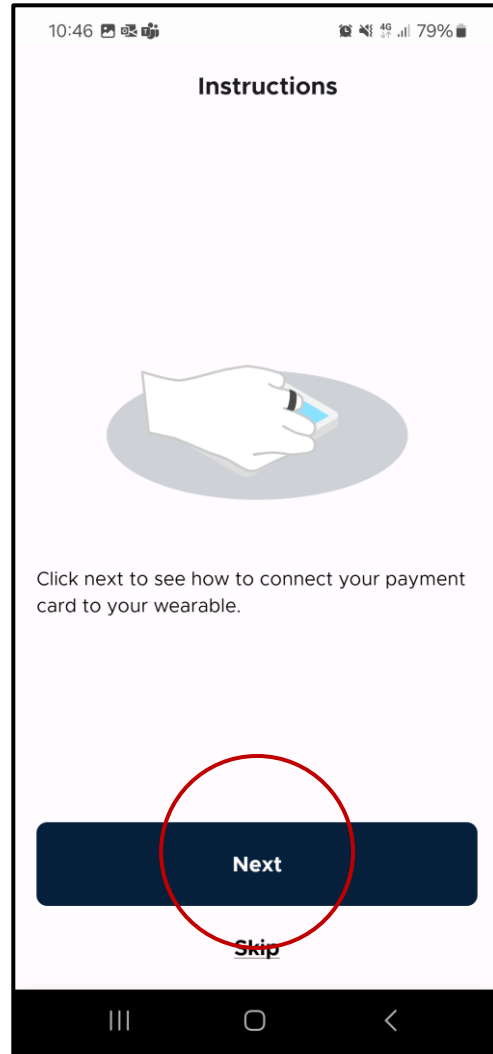 10:46 4G 79%
Instructions
Click next to see how to connect your payment
card to your wearable.
Next
Skip